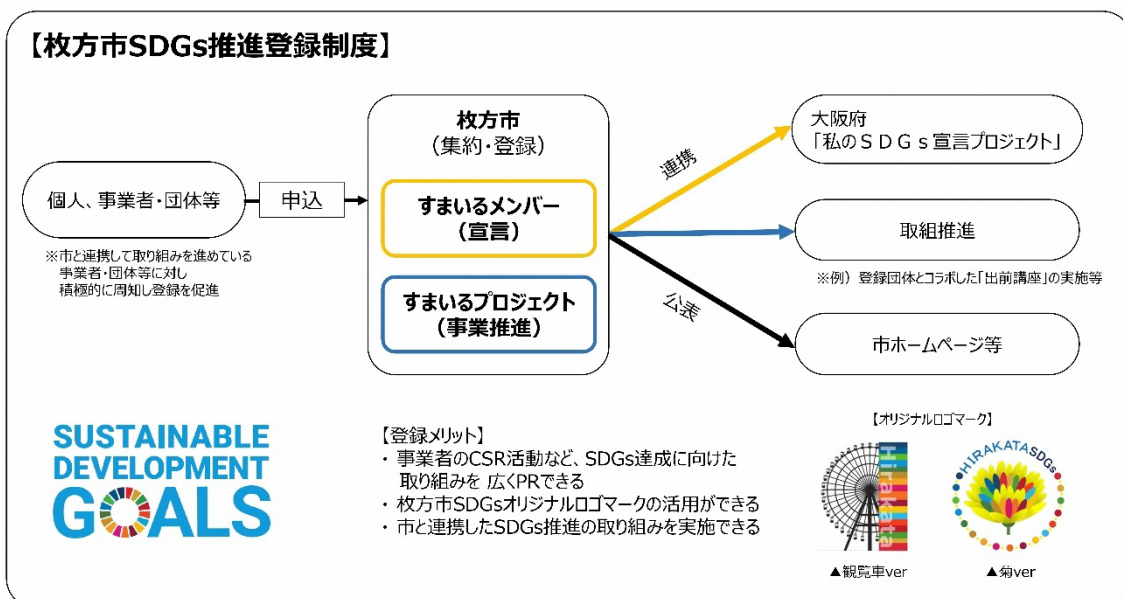 【枚方市SDGs推進登録制度】
個人、事業者・団体等
申込
※市と連携して取り組みを進めている
事業者・団体等に対し
積極的に周知し登録を促進
枚方市
(集約・登録)
すまいるメンバー
(宣言)
すまいるプロジェクト
(事業推進)
連携
公表
大阪府
「私のSDGs宣言プロジェクト」
取組推進
※例)登録団体とコラボした「出前講座」の実施等
市ホームページ等
SUSTAINABLE
DEVELOPMENT
GOALS
【登録メリット】
・ 事業者のCSR活動など、SDGs達成に向けた
取り組みを 広くPRできる
・ 枚方市SDGsオリジナルロゴマークの活用ができる
・ 市と連携したSDGs推進の取り組みを実施できる
【オリジナルロゴマーク】
Hirakata
▲観覧車ver
HIRAKATA SDGs
▲菊ver